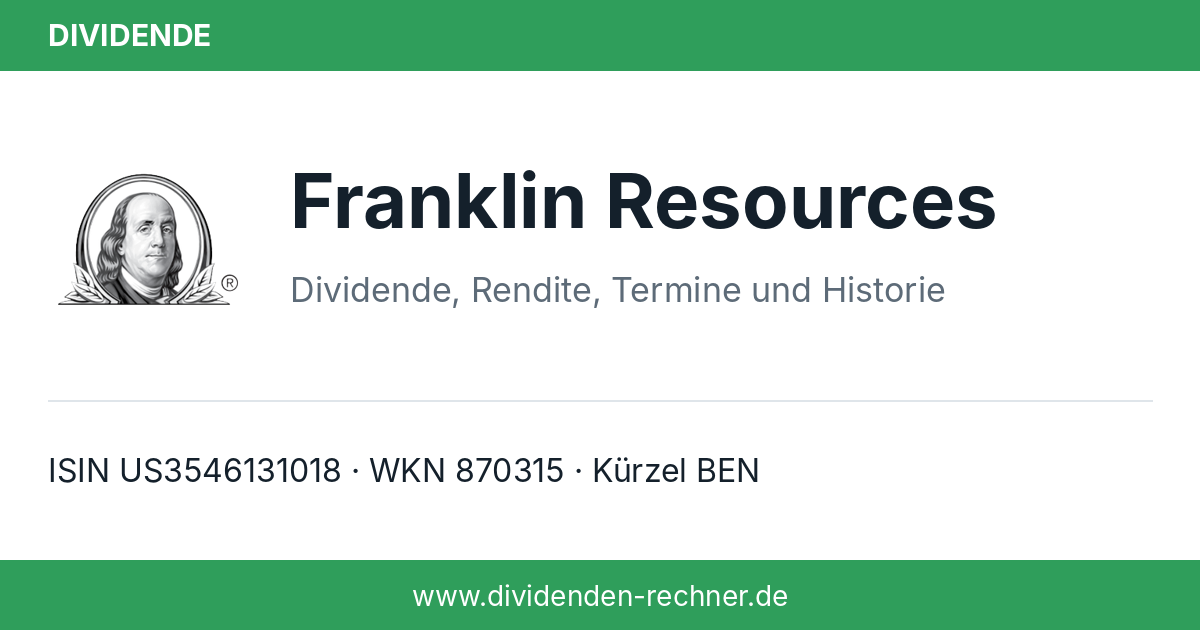 DIVIDENDE
Franklin Resources
Dividende, Rendite, Termine und Historie
®
ISIN US3546131018 · WKN 870315 · Kürzel BEN
www.dividenden-rechner.de